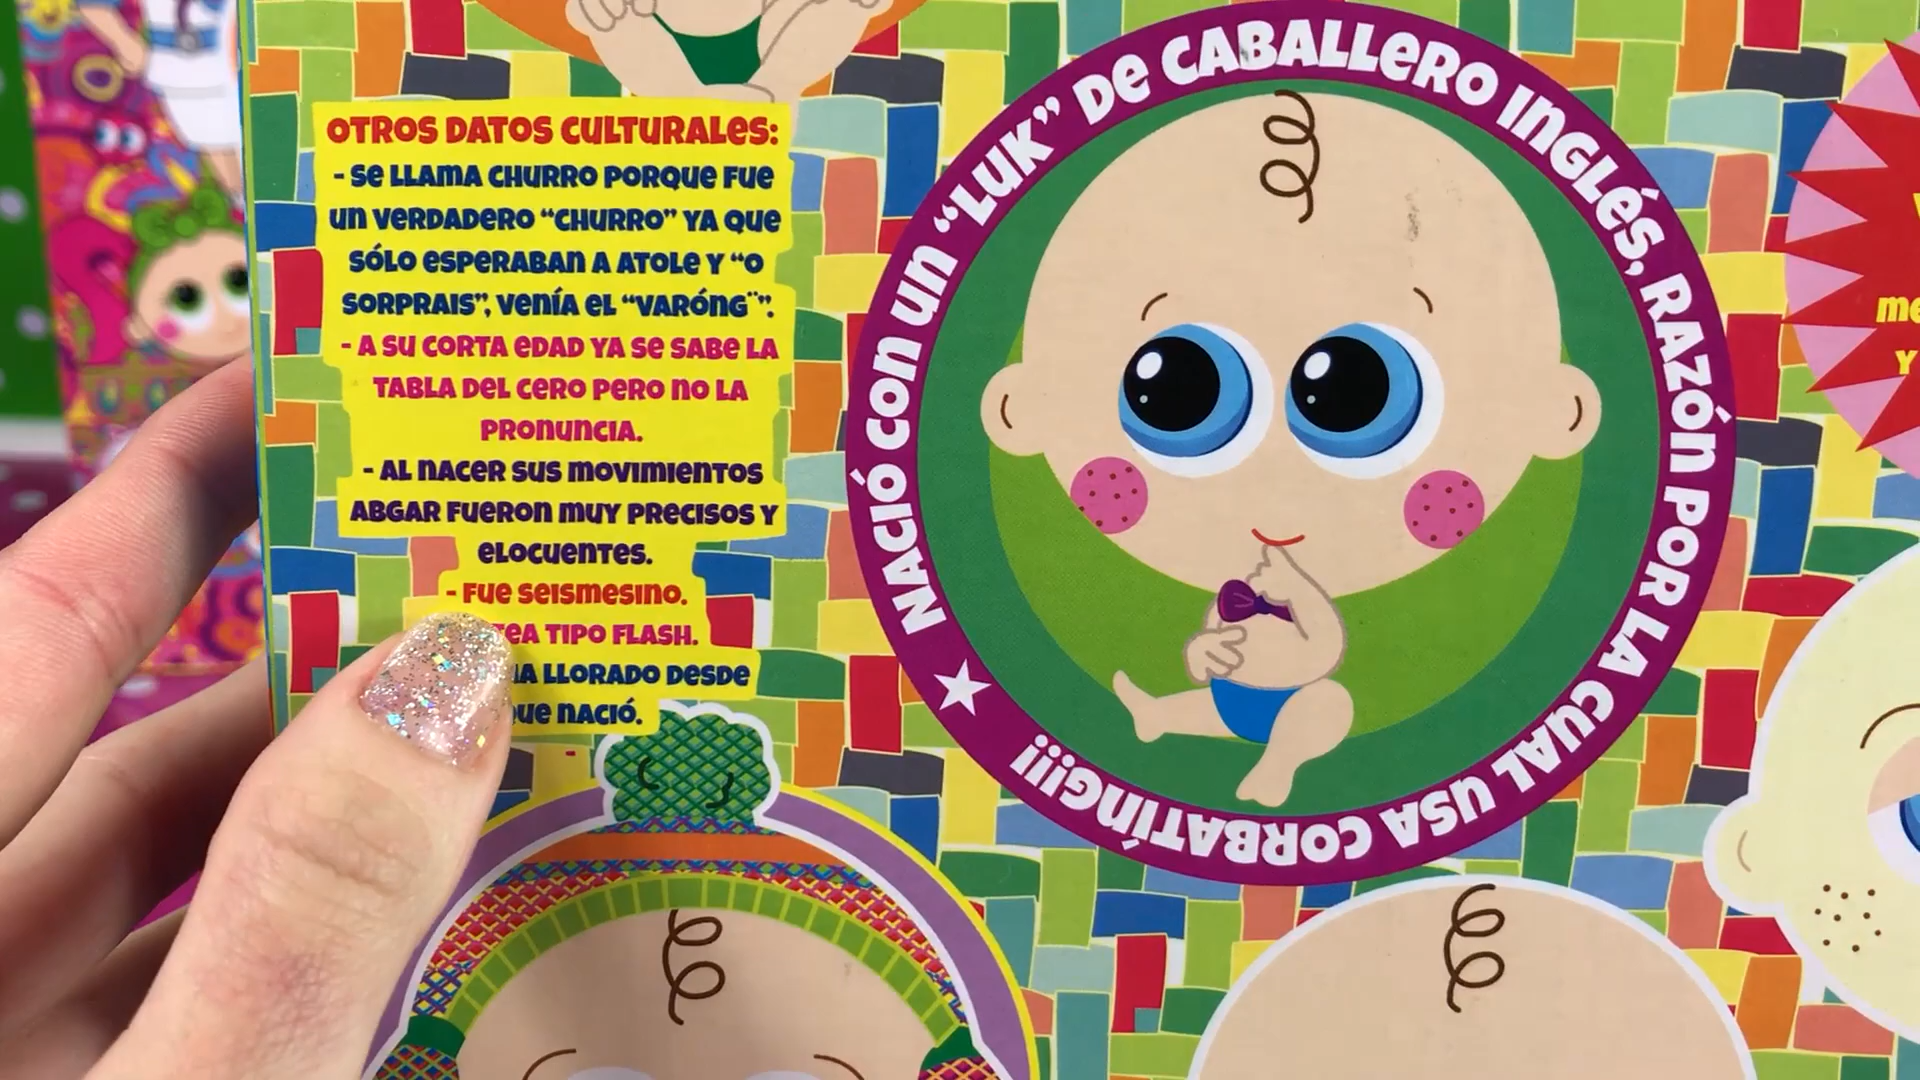 OTROS DATOS CULTURALES:
- SE LLAMA CHURRO PORQUE FUE
UN VERDADERO “CHURRO” YA QUE
SÓLO ESPERABAN A ATOLE Y “O
SORPRAIS”, VENÍA EL “VARÓNG¨”.
- A SU CORTA EDAD YA SE SABE LA
TABLA DEL CERO PERO NO LA
PRONUNCIA.
- AL NACER SUS MOVIMIENTOS
ABGAR FUERON MUY PRECISOS Y
ELOCUENTES.
- FUE SEISMESINO.
TIPO FLASH.
LLORADO DESDE
NACIÓ.
NACIÓ CON UN “LUK” DE CABALLERO INGLÉS, RAZÓN POR LA CUAL USA CORBATÍNG!!!
Y